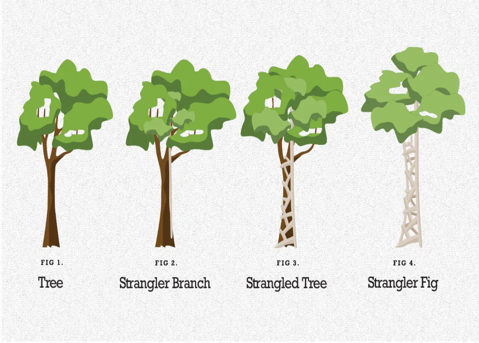 FIG 1.
Tree
FIG 2.
Strangler Branch
FIG 3.
Strangled Tree
FIG 4.
Strangler Fig